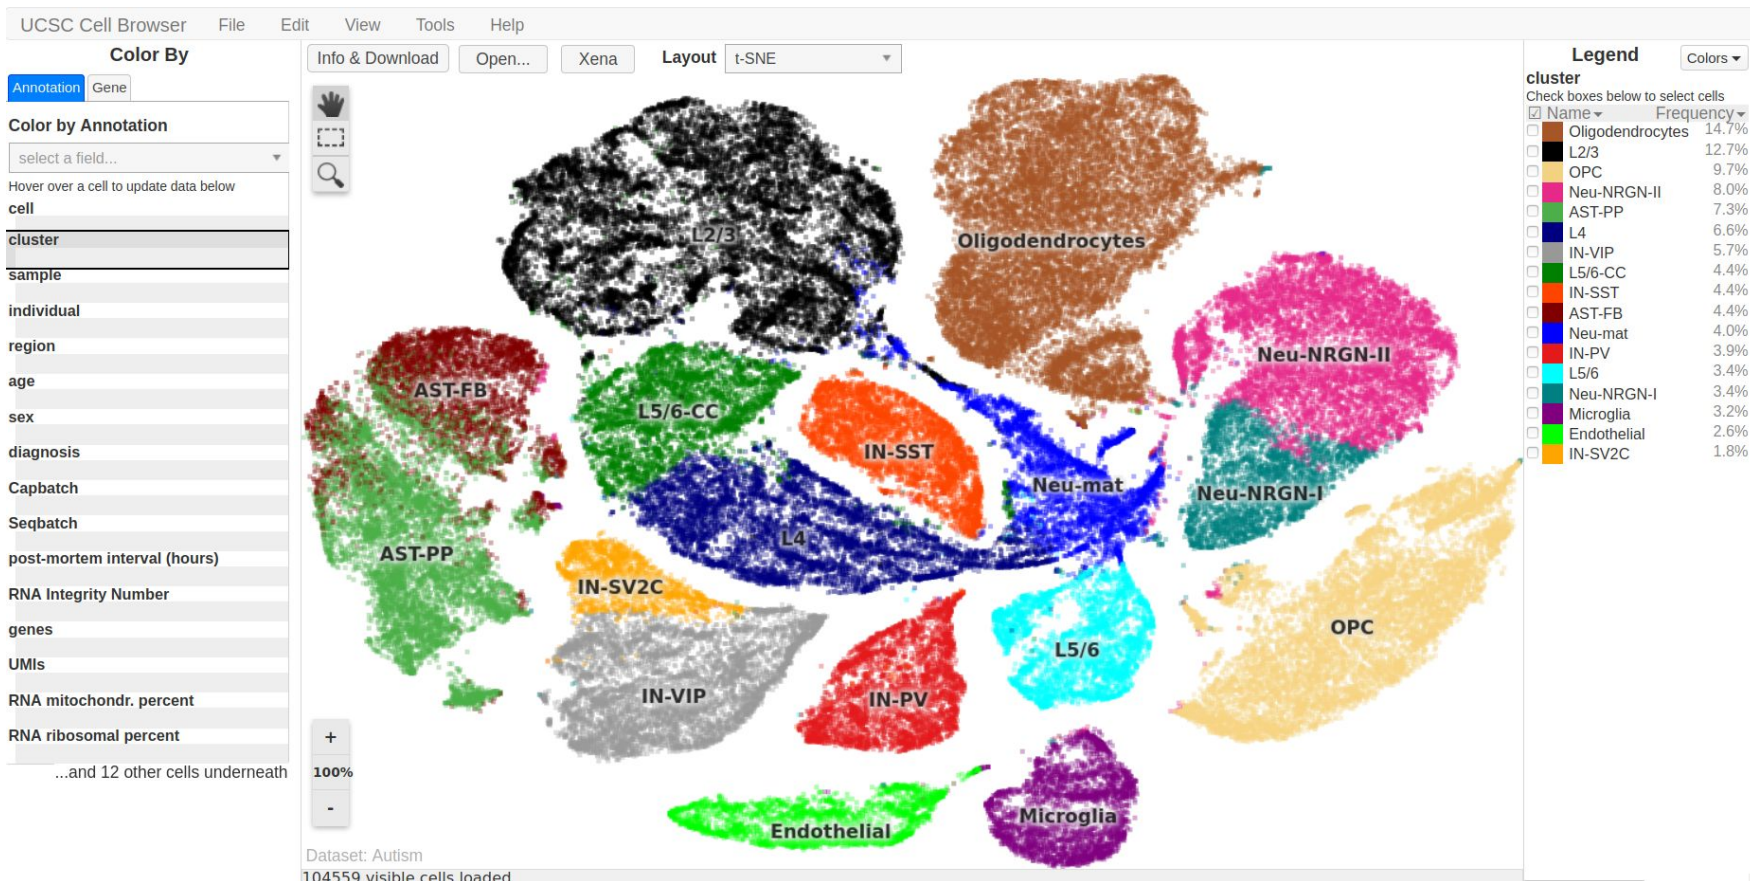 UCSC Cell Browser File Edit View Tools Help
Color By
Annotation Gene
Color by Annotation
select a field...
Hover over a cell to update data below
cell
cluster
sample
individual
region
age
sex
diagnosis
Capbatch
Seqbatch
post-mortem interval (hours)
RNA Integrity Number
genes
UMIs
RNA mitochondr. percent
RNA ribosomal percent
...and 12 other cells underneath
Info & Download Open... Xena Layout t-SNE
L2/3
Oligodendrocytes
Neu-NRGN-II
AST-FB
L5/6-CC
IN-SST
Neu-mat
Neu-NRGN-I
L4
AST-PP
IN-SV2C
OPC
L5/6
IN-VIP
IN-PV
Microglia
Endothelial
+
100%
-
Dataset: Autism
104559 visible cells loaded
Legend Colors
cluster
Check boxes below to select cells
Name Frequency
Oligodendrocytes 14.7%
L2/3 12.7%
OPC 9.7%
Neu-NRGN-II 8.0%
AST-PP 7.3%
L4 6.6%
IN-VIP 5.7%
L5/6-CC 4.4%
IN-SST 4.4%
AST-FB 4.4%
Neu-mat 4.0%
IN-PV 3.9%
L5/6 3.4%
Neu-NRGN-I 3.4%
Microglia 3.2%
Endothelial 2.6%
IN-SV2C 1.8%